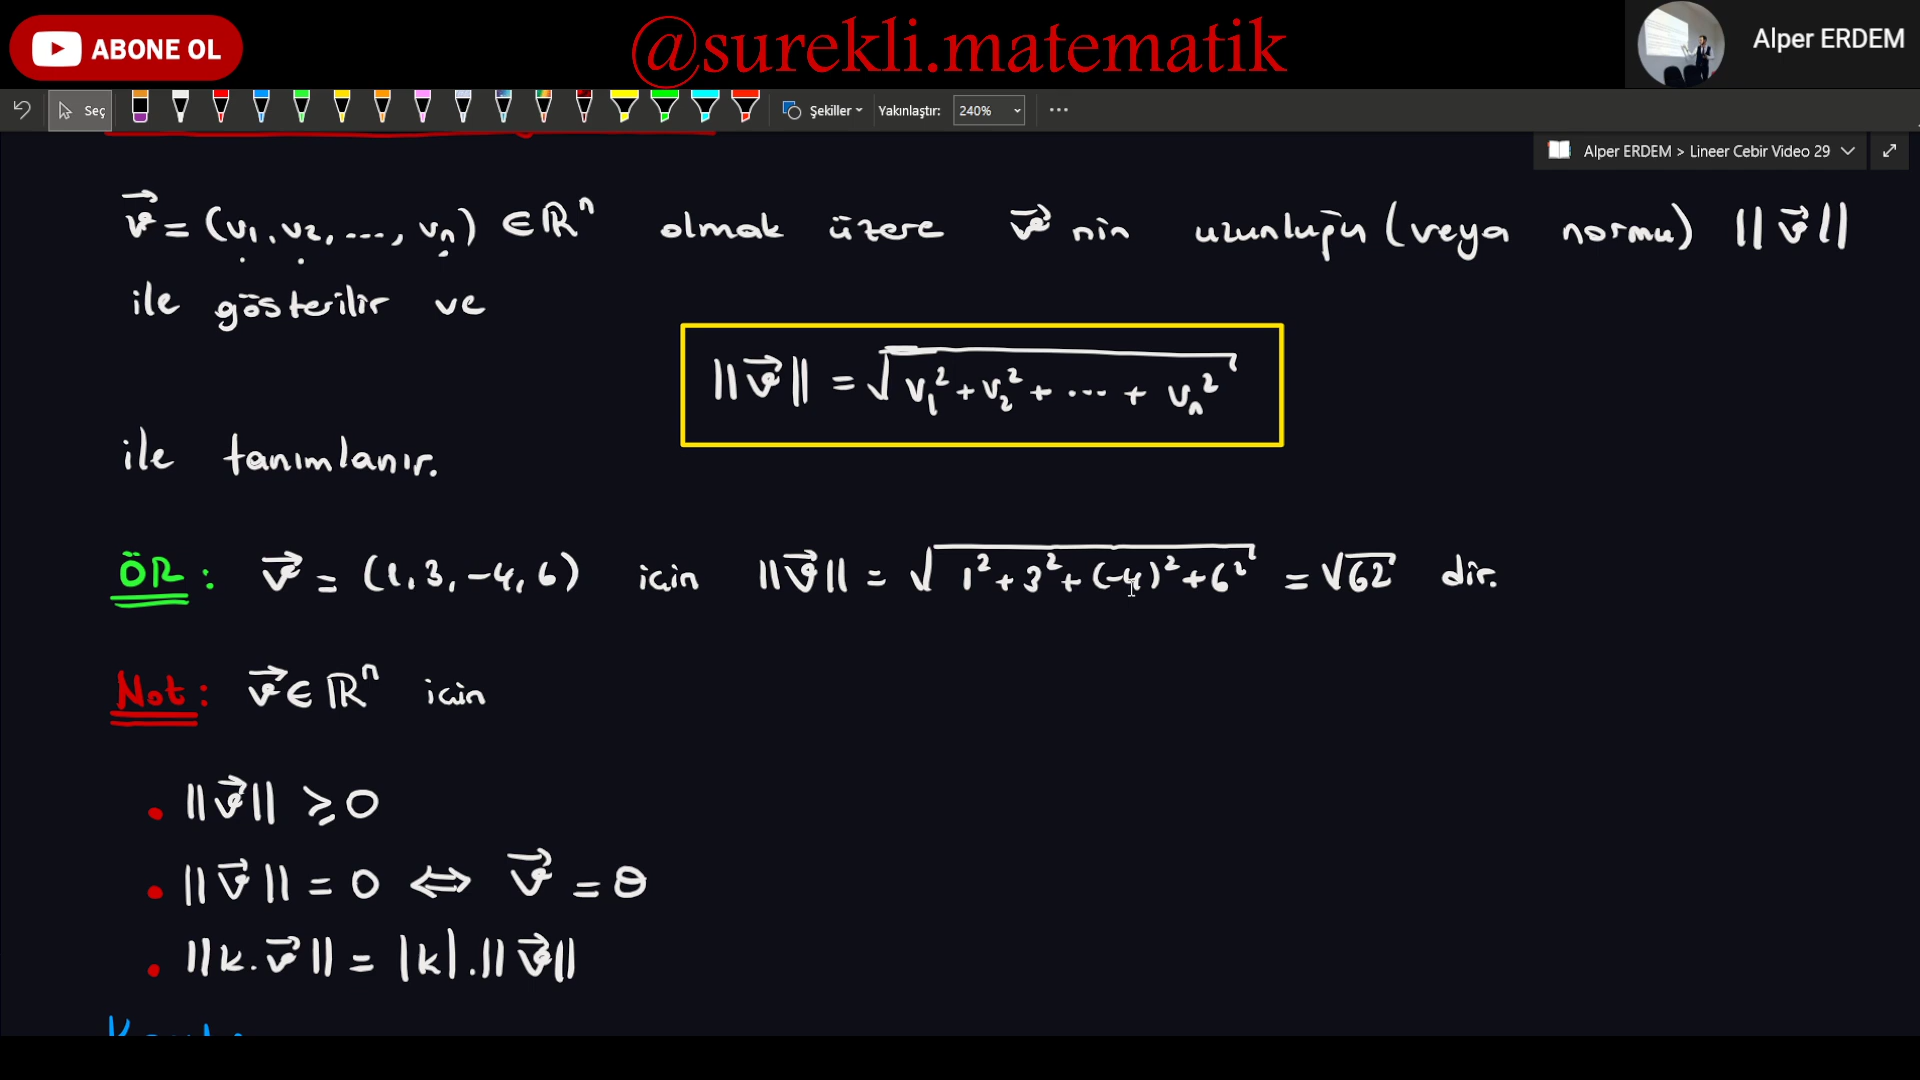 ABONE OL
@surekli.matematik
Alper ERDEM
Seç
Şekiller
Yakınlaştır:
240%
Alper ERDEM > Lineer Cebir Video 29
v⃗ = (v₁, v₂, ..., vₙ) ∈ ℝⁿ olmak üzere v⃗ nin uzunluğu (veya normu) ||v⃗||
ile gösterilir ve
||v⃗|| = √(v₁² + v₂² + ... + vₙ²)
ile tanımlanır.
ÖR: v⃗ = (1, 3, -4, 6) icin ||v⃗|| = √(1² + 3² + (-4)² + 6²) = √62 dir.
Not: v⃗ ∈ ℝⁿ icin
• ||v⃗|| ⩾ 0
• ||v⃗|| = 0 ⟺ v⃗ = θ
• ||k.v⃗|| = |k|.||v⃗||